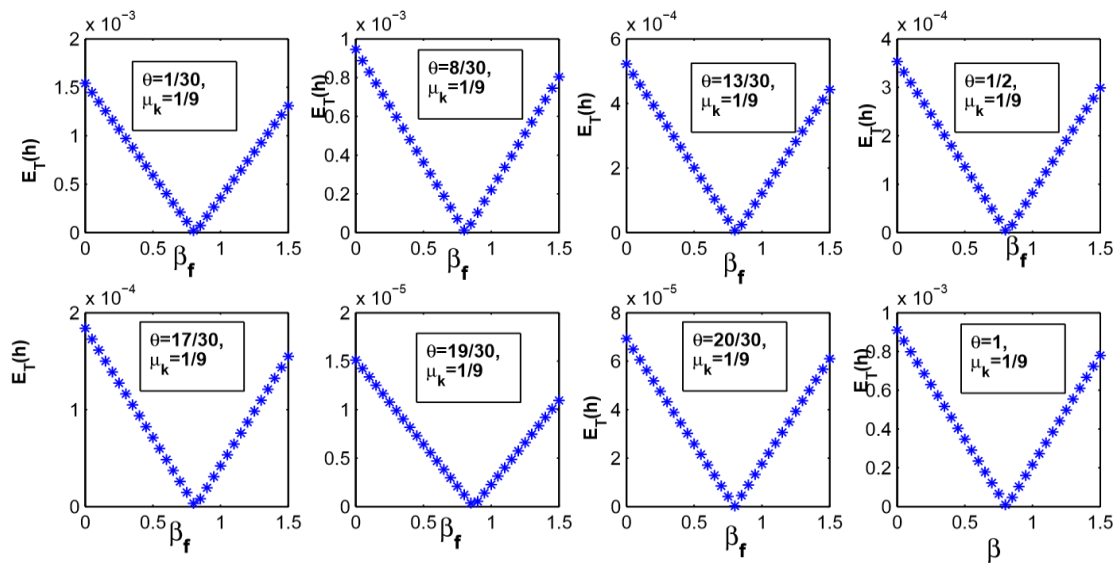 x 10⁻³
2
1.5
1
0.5
0
0 0.5 1 1.5
E_T(h)
β_f
θ=1/30,
μ_k=1/9
x 10⁻³
1
0.8
0.6
0.4
0.2
0
0 0.5 1 1.5
E_T(h)
β_f
θ=8/30,
μ_k=1/9
x 10⁻⁴
6
4
2
0
0 0.5 1 1.5
E_T(h)
β_f
θ=13/30,
μ_k=1/9
x 10⁻⁴
4
3
2
1
0
0 0.5 1 1.5
E_T(h)
β_f
θ=1/2,
μ_k=1/9
x 10⁻⁴
2
1.5
1
0.5
0
0 0.5 1 1.5
E_T(h)
β_f
θ=17/30,
μ_k=1/9
x 10⁻⁵
2
1.5
1
0.5
0
0 0.5 1 1.5
β_f
θ=19/30,
μ_k=1/9
x 10⁻⁵
8
6
4
2
0
0 0.5 1 1.5
E_T(h)
β_f
θ=20/30,
μ_k=1/9
x 10⁻³
1
0.8
0.6
0.4
0.2
0
0 0.5 1 1.5
E_T(h)
β
θ=1,
μ_k=1/9